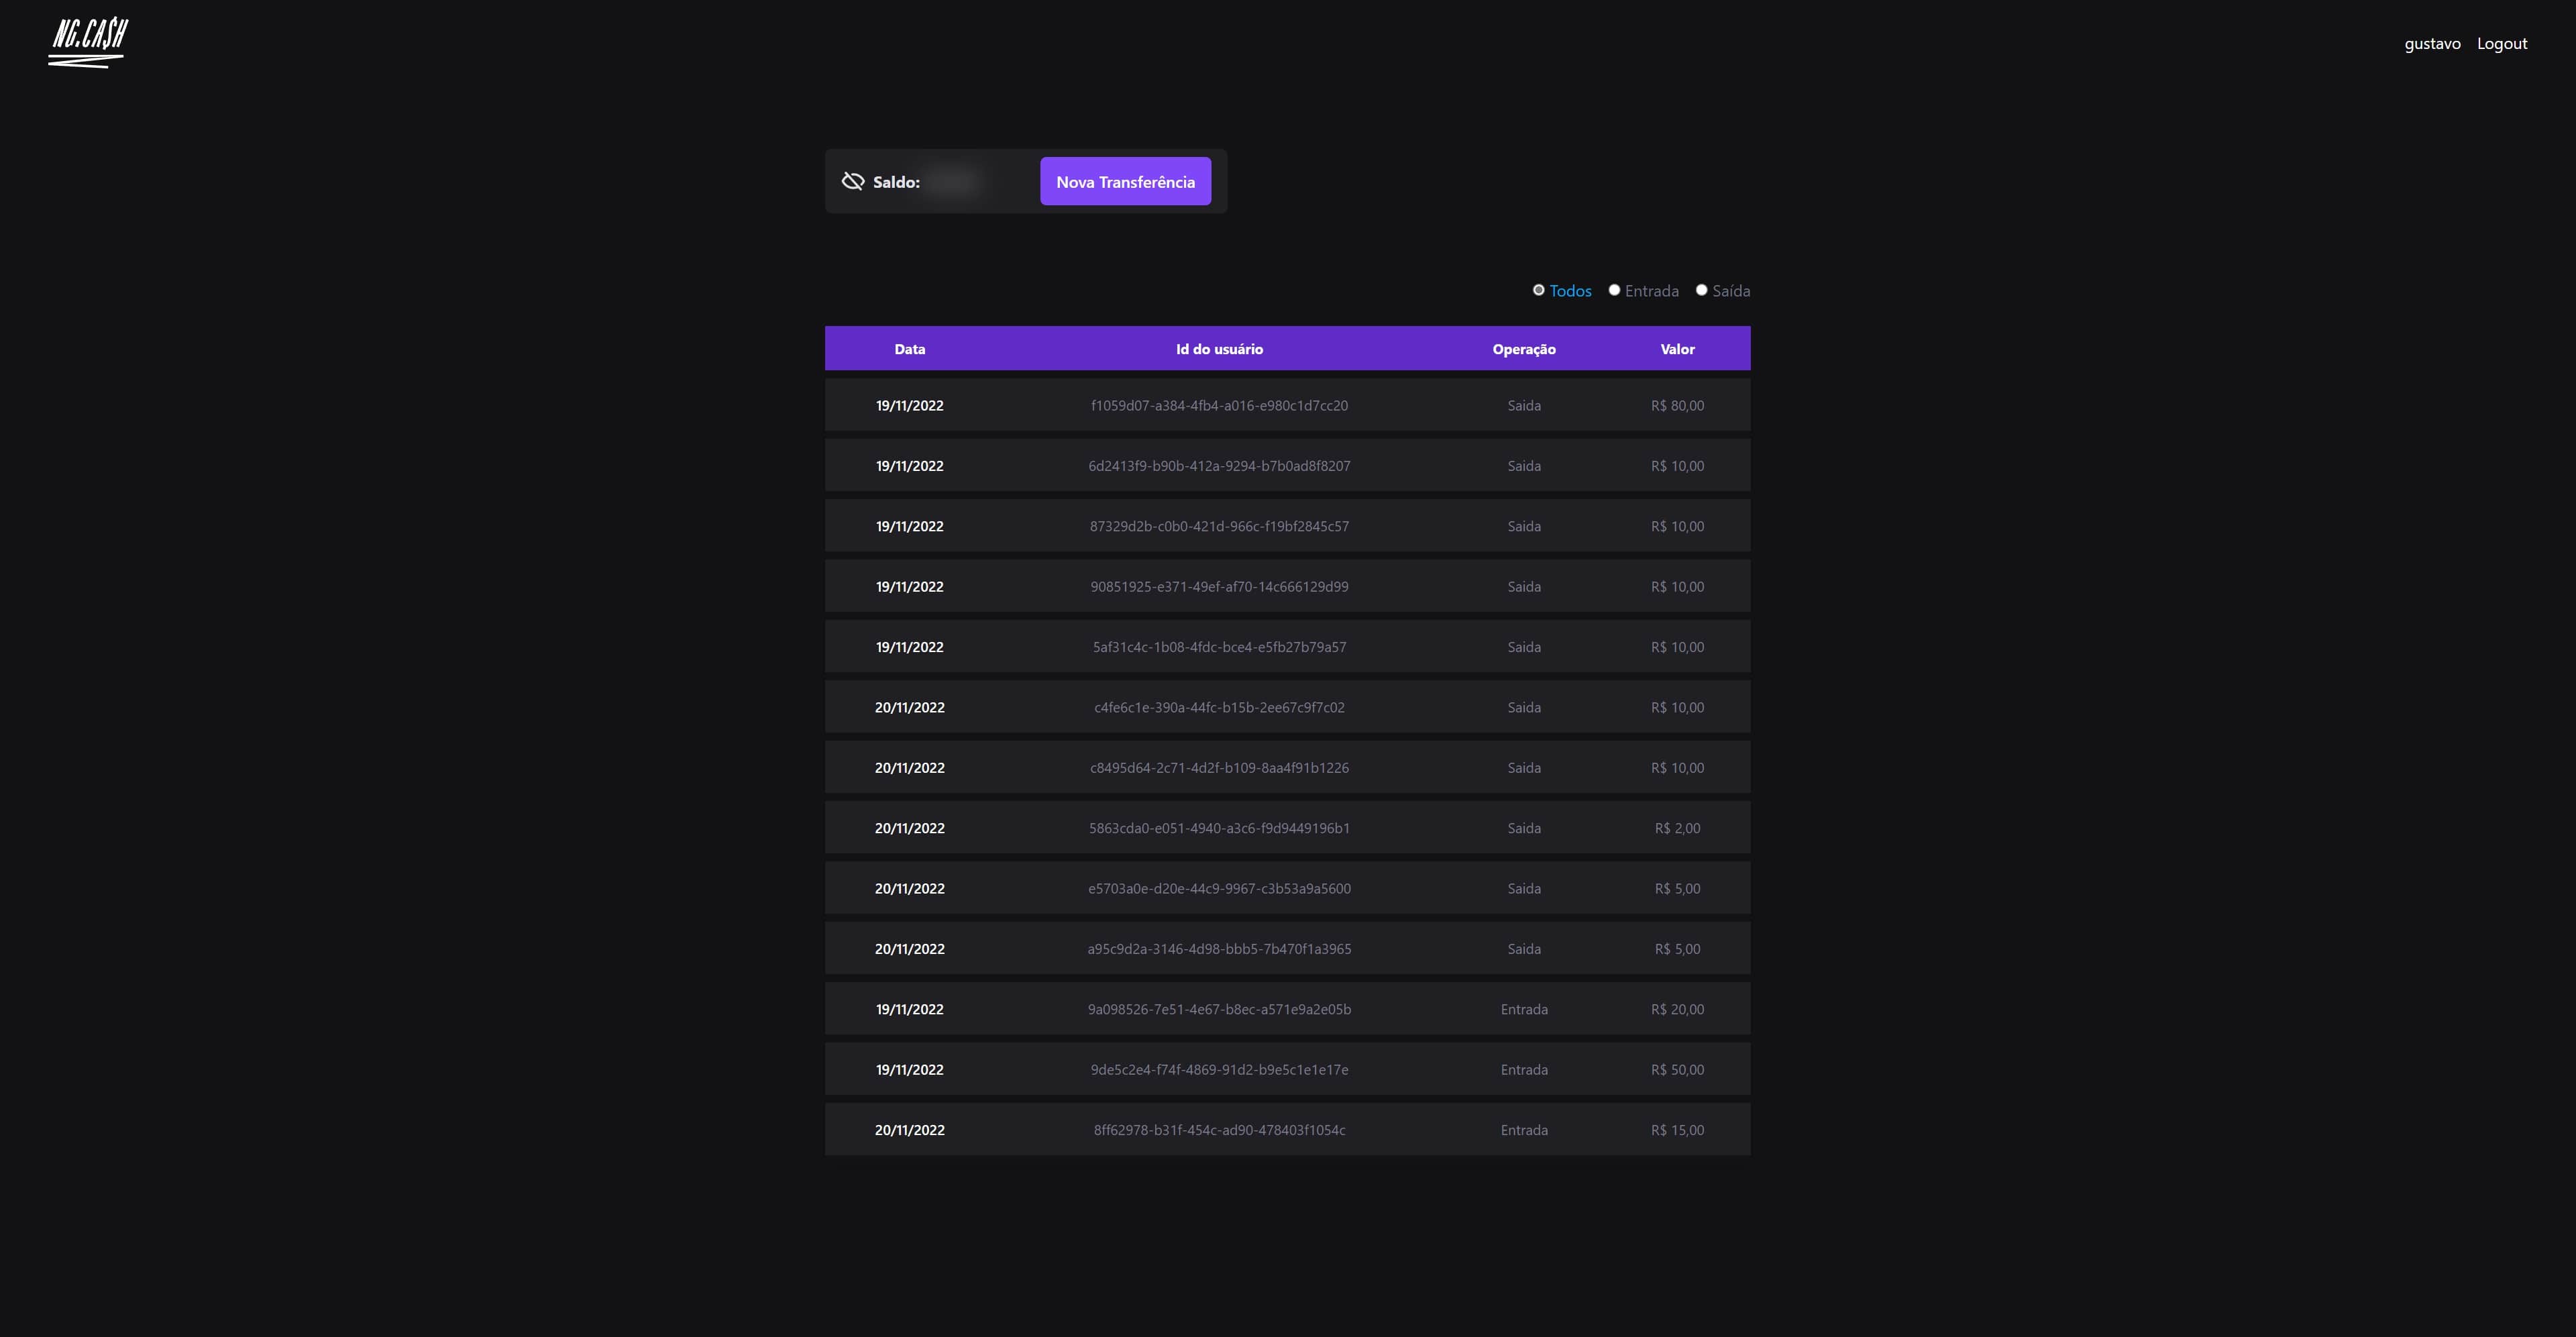 NG.CA$H
gustavo Logout
Saldo: Nova Transferência
Todos Entrada Saída
Data Id do usuário Operação Valor
19/11/2022 f1059d07-a384-4fb4-a016-e980c1d7cc20 Saida R$ 80,00
19/11/2022 6d2413f9-b90b-412a-9294-b7b0ad8f8207 Saida R$ 10,00
19/11/2022 87329d2b-c0b0-421d-966c-f19bf2845c57 Saida R$ 10,00
19/11/2022 90851925-e371-49ef-af70-14c666129d99 Saida R$ 10,00
19/11/2022 5af31c4c-1b08-4fdc-bce4-e5fb27b79a57 Saida R$ 10,00
20/11/2022 c4fe6c1e-390a-44fc-b15b-2ee67c9f7c02 Saida R$ 10,00
20/11/2022 c8495d64-2c71-4d2f-b109-8aa4f91b1226 Saida R$ 10,00
20/11/2022 5863cda0-e051-4940-a3c6-f9d9449196b1 Saida R$ 2,00
20/11/2022 e5703a0e-d20e-44c9-9967-c3b53a9a5600 Saida R$ 5,00
20/11/2022 a95c9d2a-3146-4d98-bbb5-7b470f1a3965 Saida R$ 5,00
19/11/2022 9a098526-7e51-4e67-b8ec-a571e9a2e05b Entrada R$ 20,00
19/11/2022 9de5c2e4-f74f-4869-91d2-b9e5c1e1e17e Entrada R$ 50,00
20/11/2022 8ff62978-b31f-454c-ad90-478403f1054c Entrada R$ 15,00